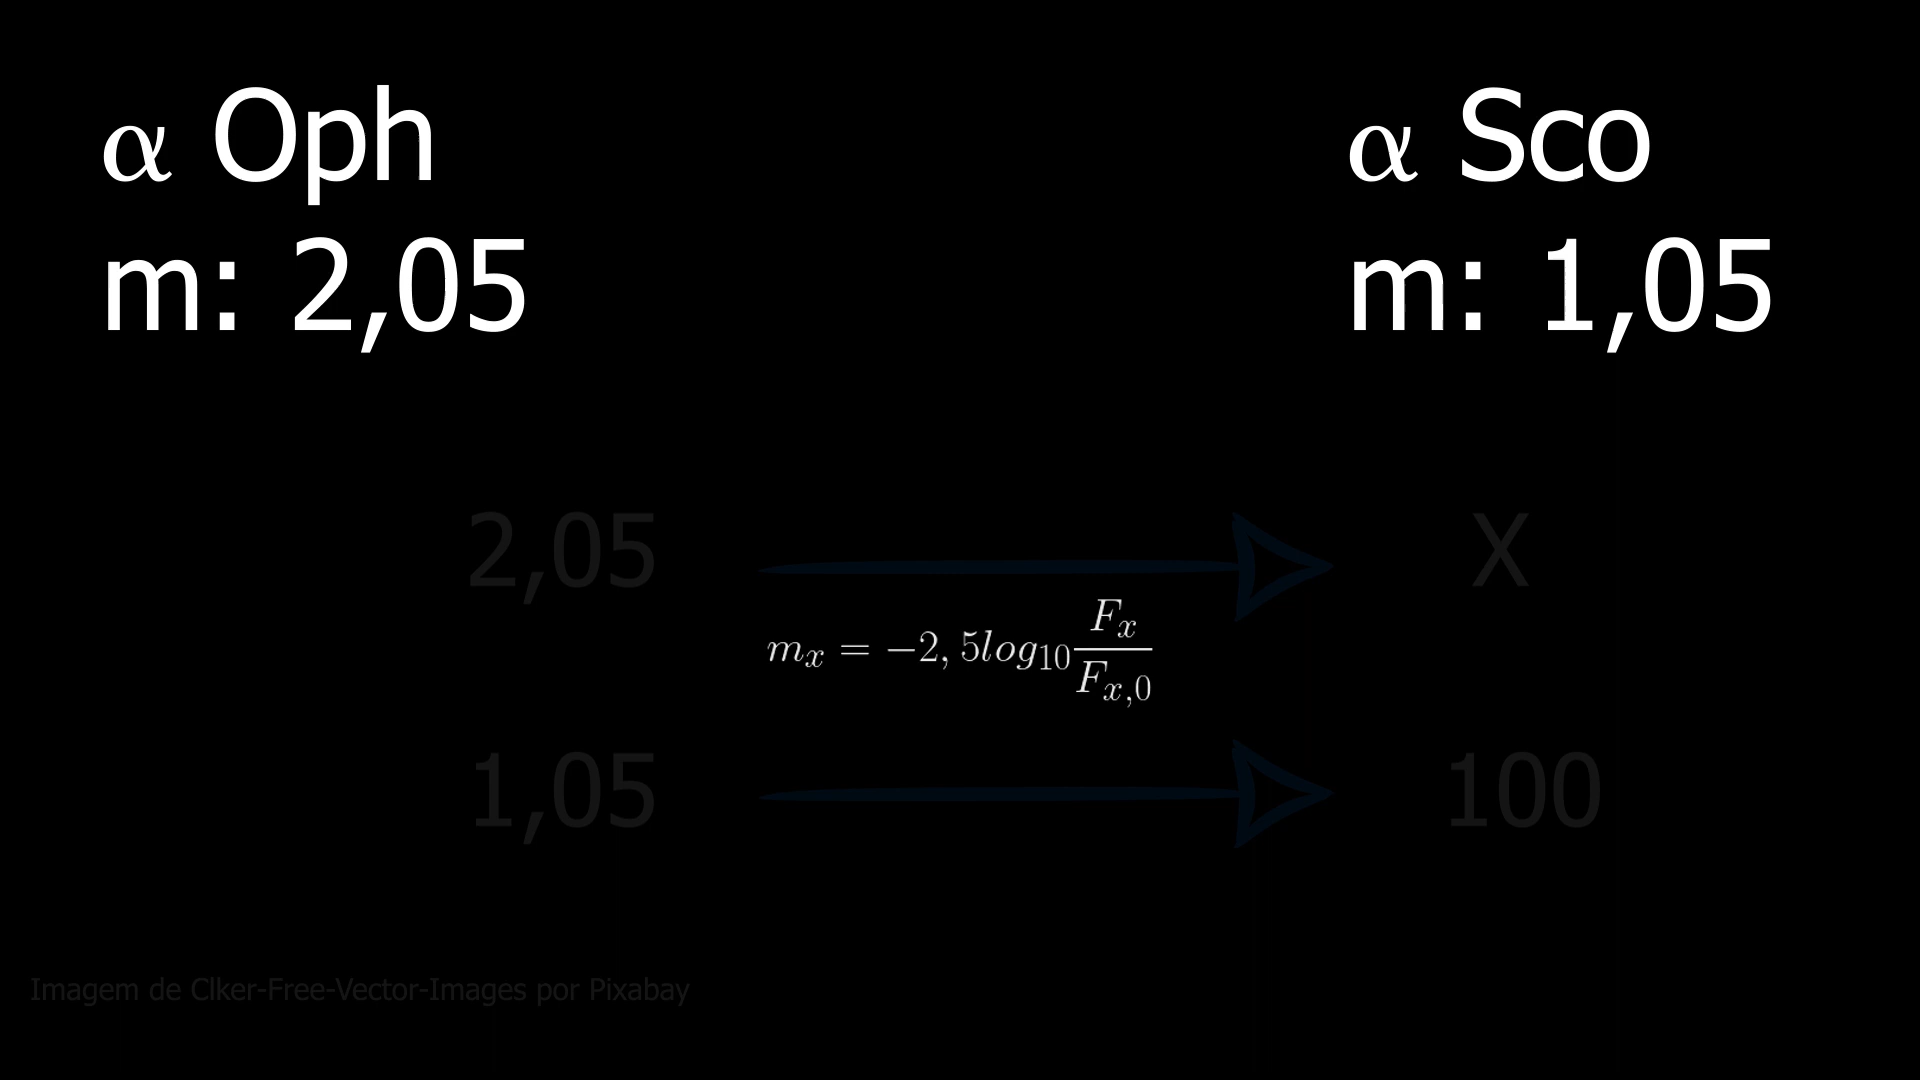 α Oph
α Sco
m: 2,05
m: 1,05
2,05
X
m_x = −2,5log_10 F_x/F_x,0
1,05
100
Imagem de Clker-Free-Vector-Images por Pixabay